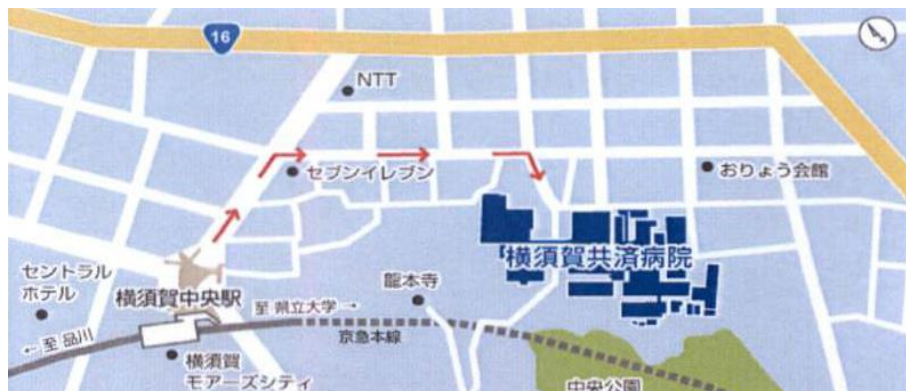 16
NTT
セブンイレブン
おりょう会館
横須賀共済病院
セントラル
ホテル
横須賀中央駅
龍本寺
至 県立大学→
←至 品川
京急本線
横須賀
モアーズシティ
中央公園